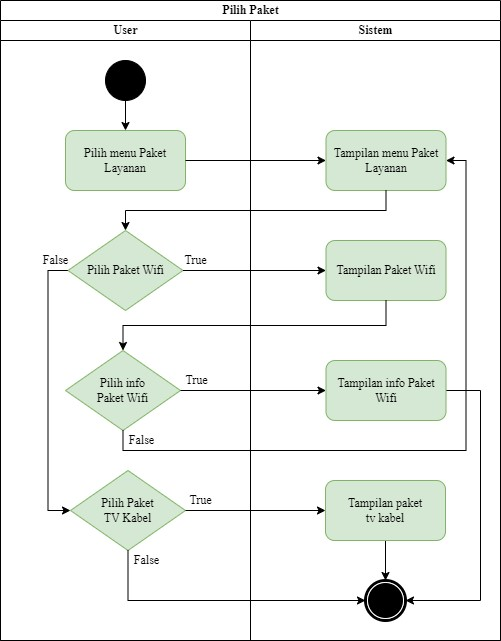 Pilih Paket
User
Sistem
Pilih menu Paket
Layanan
Tampilan menu Paket
Layanan
False
Pilih Paket Wifi
True
Tampilan Paket Wifi
Pilih info
Paket Wifi
True
Tampilan info Paket
Wifi
False
Pilih Paket
TV Kabel
True
Tampilan paket
tv kabel
False